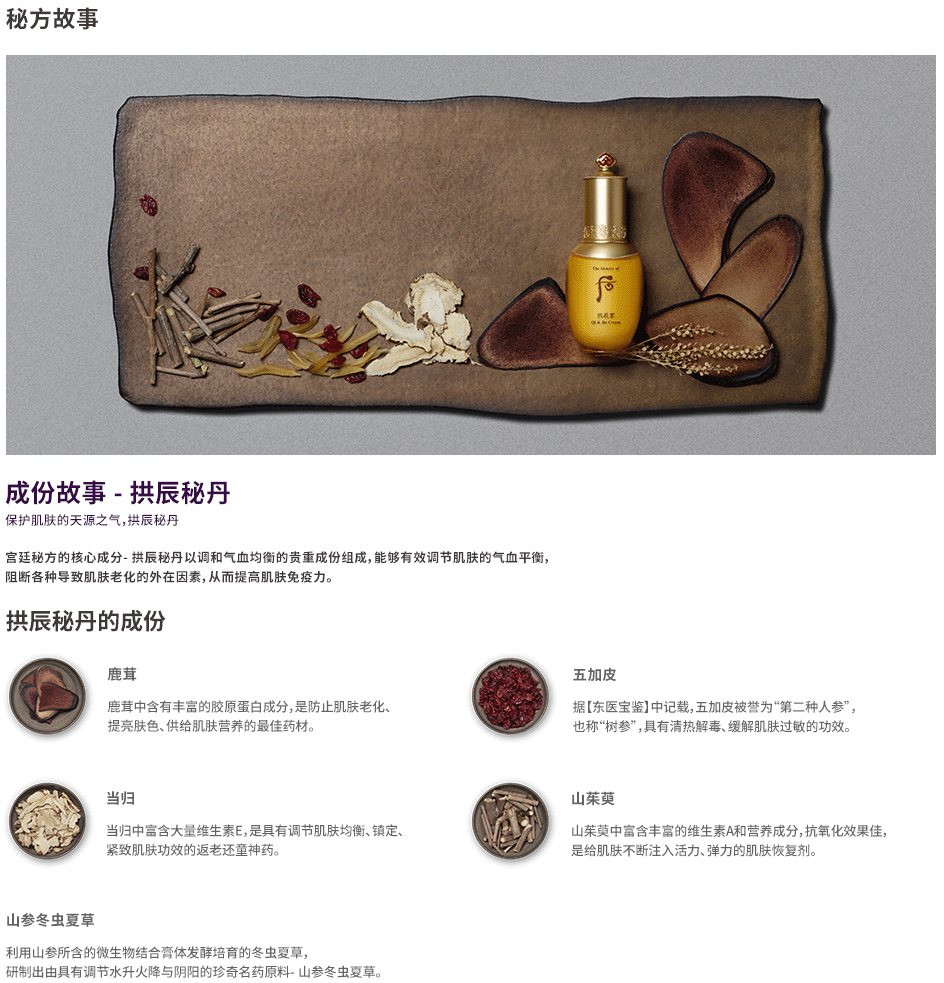 秘方故事
The history of
后
Qi & Jin Cream
成份故事 - 拱辰秘丹
保护肌肤的天源之气,拱辰秘丹
宫廷秘方的核心成分- 拱辰秘丹以调和气血均衡的贵重成份组成,能够有效调节肌肤的气血平衡,
阻断各种导致肌肤老化的外在因素,从而提高肌肤免疫力。
拱辰秘丹的成份
鹿茸
鹿茸中含有丰富的胶原蛋白成分,是防止肌肤老化、
提亮肤色、供给肌肤营养的最佳药材。
五加皮
据【东医宝鉴】中记载,五加皮被誉为“第二种人参”,
也称“树参”,具有清热解毒、缓解肌肤过敏的功效。
当归
当归中富含大量维生素E,是具有调节肌肤均衡、镇定、
紧致肌肤功效的返老还童神药。
山茱萸
山茱萸中富含丰富的维生素A和营养成分,抗氧化效果佳,
是给肌肤不断注入活力、弹力的肌肤恢复剂。
山参冬虫夏草
利用山参所含的微生物结合膏体发酵培育的冬虫夏草,
研制出由具有调节水升火降与阴阳的珍奇名药原料- 山参冬虫夏草。